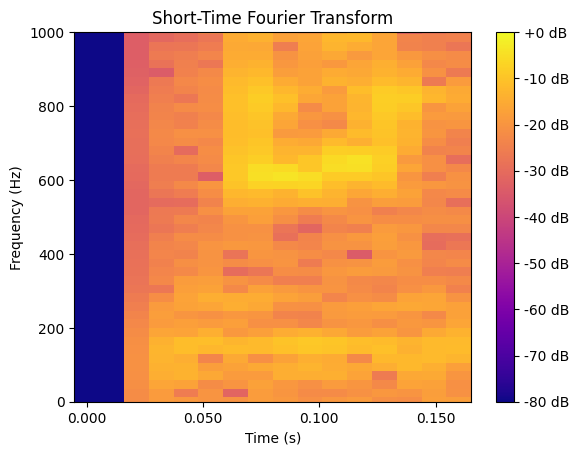 Short-Time Fourier Transform
Frequency (Hz)
1000
800
600
400
200
0
0.000 0.050 0.100 0.150
Time (s)
+0 dB
-10 dB
-20 dB
-30 dB
-40 dB
-50 dB
-60 dB
-70 dB
-80 dB